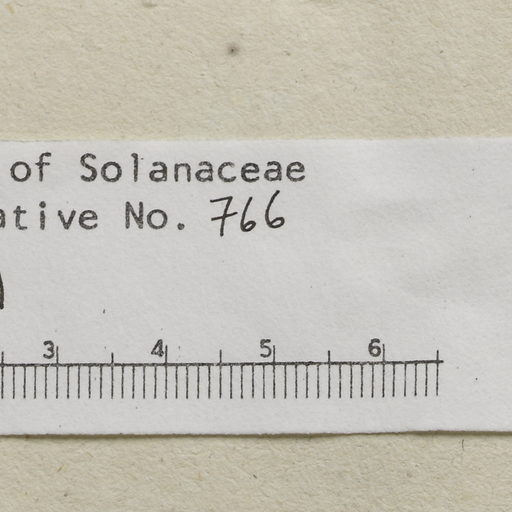 of Solanaceae
ative No. 766
3 4 5 6